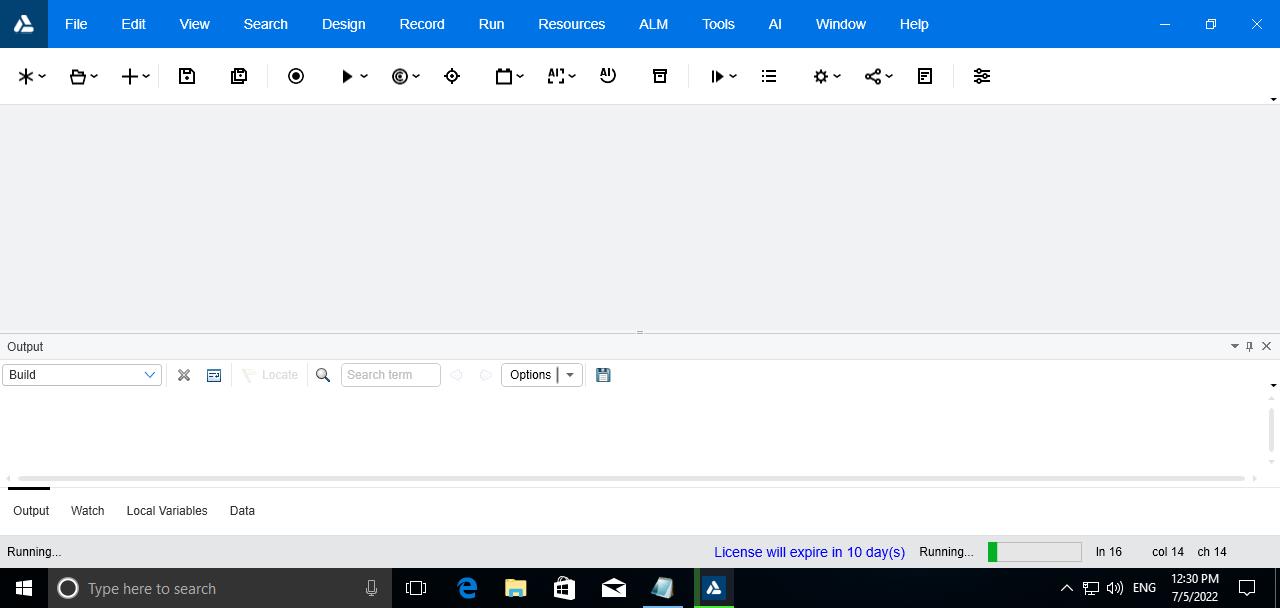 File Edit View Search Design Record Run Resources ALM Tools AI Window Help
AI AI
Output
Build Locate Search term Options
Output Watch Local Variables Data
Running... License will expire in 10 day(s) Running... ln 16 col 14 ch 14
Type here to search ENG 12:30 PM
7/5/2022